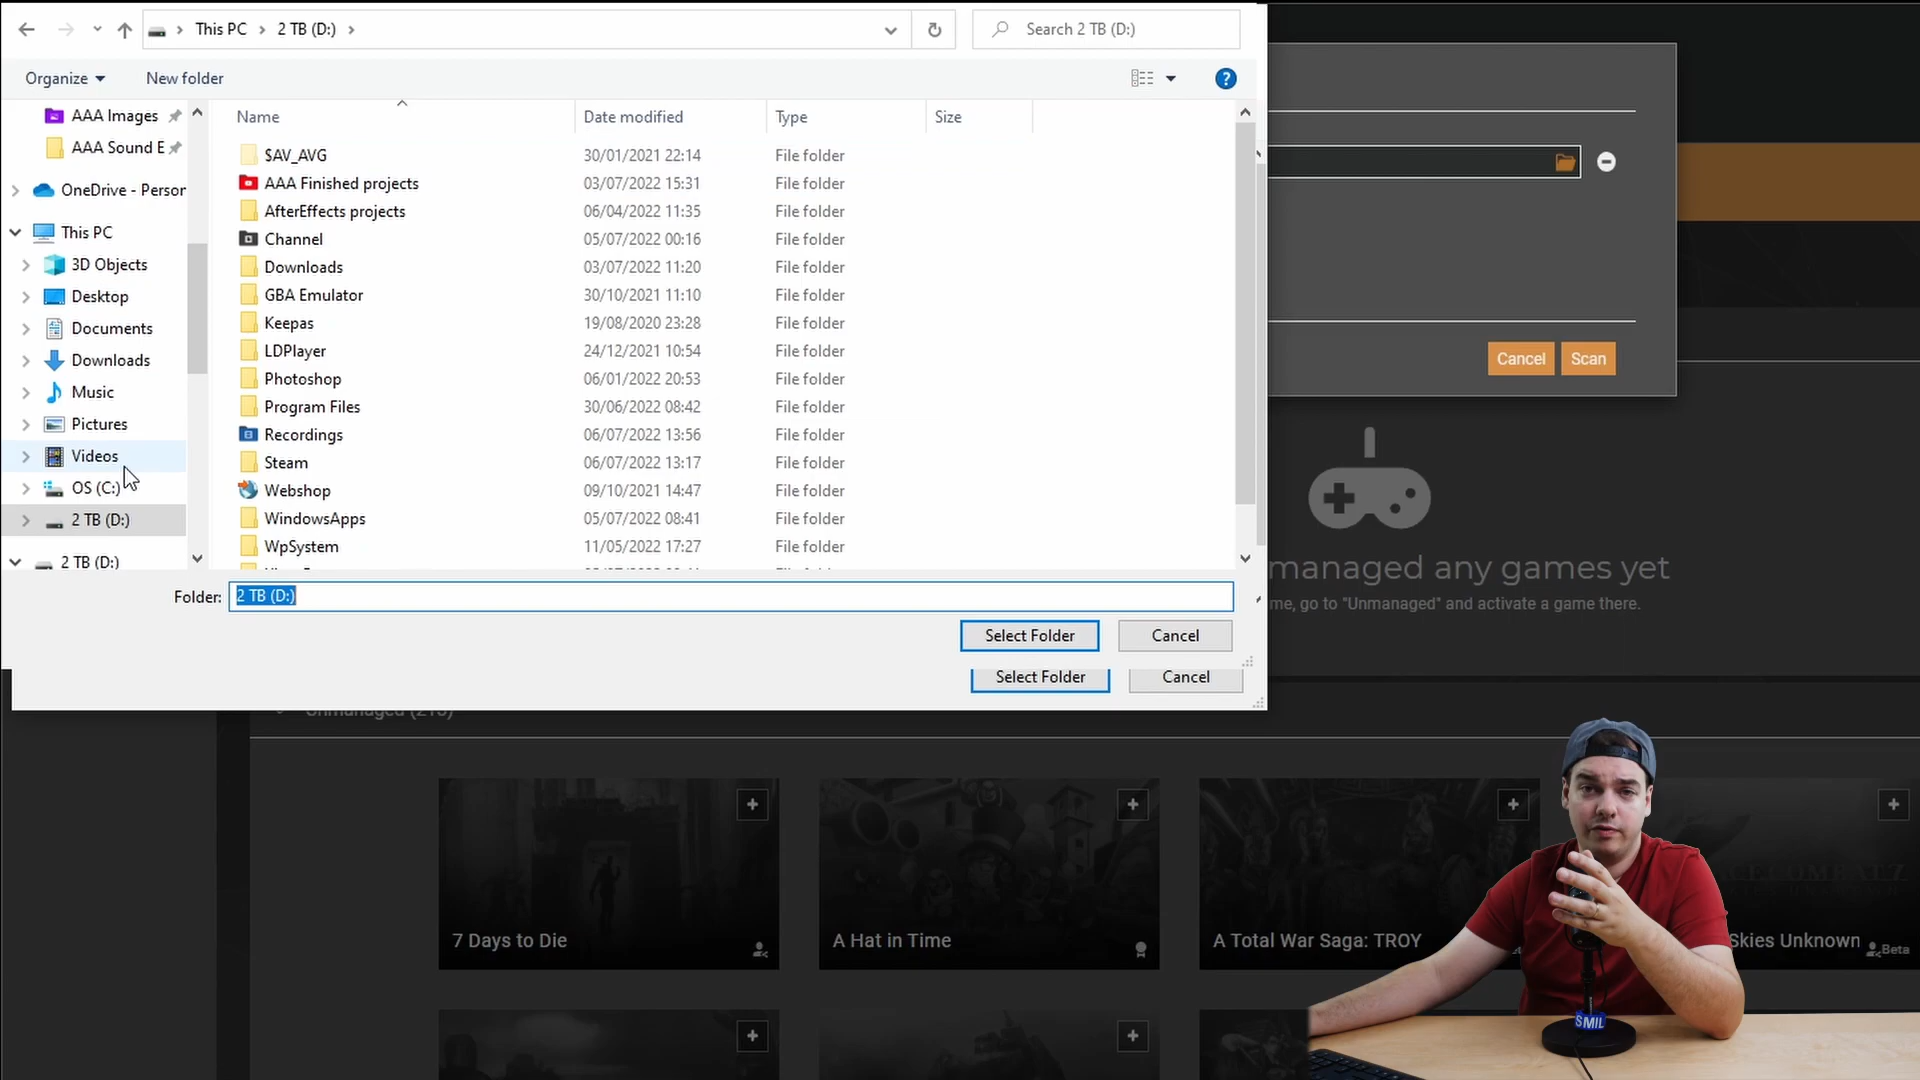 This PC
2 TB (D:)
Search 2 TB (D:)
Organize
New folder
?
AAA Images
AAA Sound E
OneDrive - Person
This PC
3D Objects
Desktop
Documents
Downloads
Music
Pictures
Videos
OS (C:)
2 TB (D:)
2 TB (D:)
Name Date modified Type Size
$AV_AVG 30/01/2021 22:14 File folder
AAA Finished projects 03/07/2022 15:31 File folder
AfterEffects projects 06/04/2022 11:35 File folder
Channel 05/07/2022 00:16 File folder
Downloads 03/07/2022 11:20 File folder
GBA Emulator 30/10/2021 11:10 File folder
Keepas 19/08/2020 23:28 File folder
LDPlayer 24/12/2021 10:54 File folder
Photoshop 06/01/2022 20:53 File folder
Program Files 30/06/2022 08:42 File folder
Recordings 06/07/2022 13:56 File folder
Steam 06/07/2022 13:17 File folder
Webshop 09/10/2021 14:47 File folder
WindowsApps 05/07/2022 08:41 File folder
WpSystem 11/05/2022 17:27 File folder
Folder: 2 TB (D:)
Select Folder Cancel
Select Folder Cancel
Cancel Scan
managed any games yet
me, go to "Unmanaged" and activate a game there.
7 Days to Die
A Hat in Time
A Total War Saga: TROY
Skies Unknown
Beta
SMIL